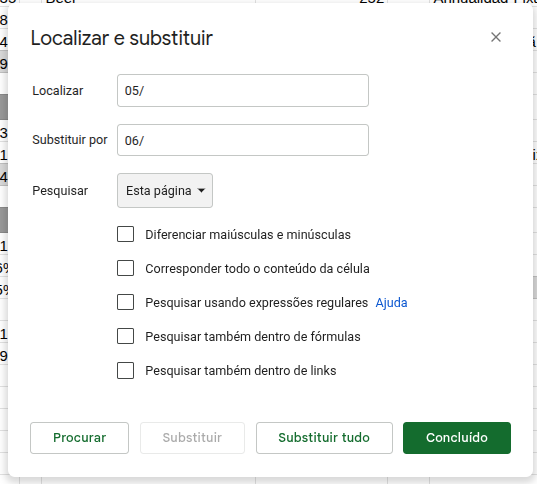 Localizar e substituir
Localizar
05/
Substituir por
06/
Pesquisar
Esta página
Diferenciar maiúsculas e minúsculas
Corresponder todo o conteúdo da célula
Pesquisar usando expressões regulares Ajuda
Pesquisar também dentro de fórmulas
Pesquisar também dentro de links
Procurar
Substituir
Substituir tudo
Concluído